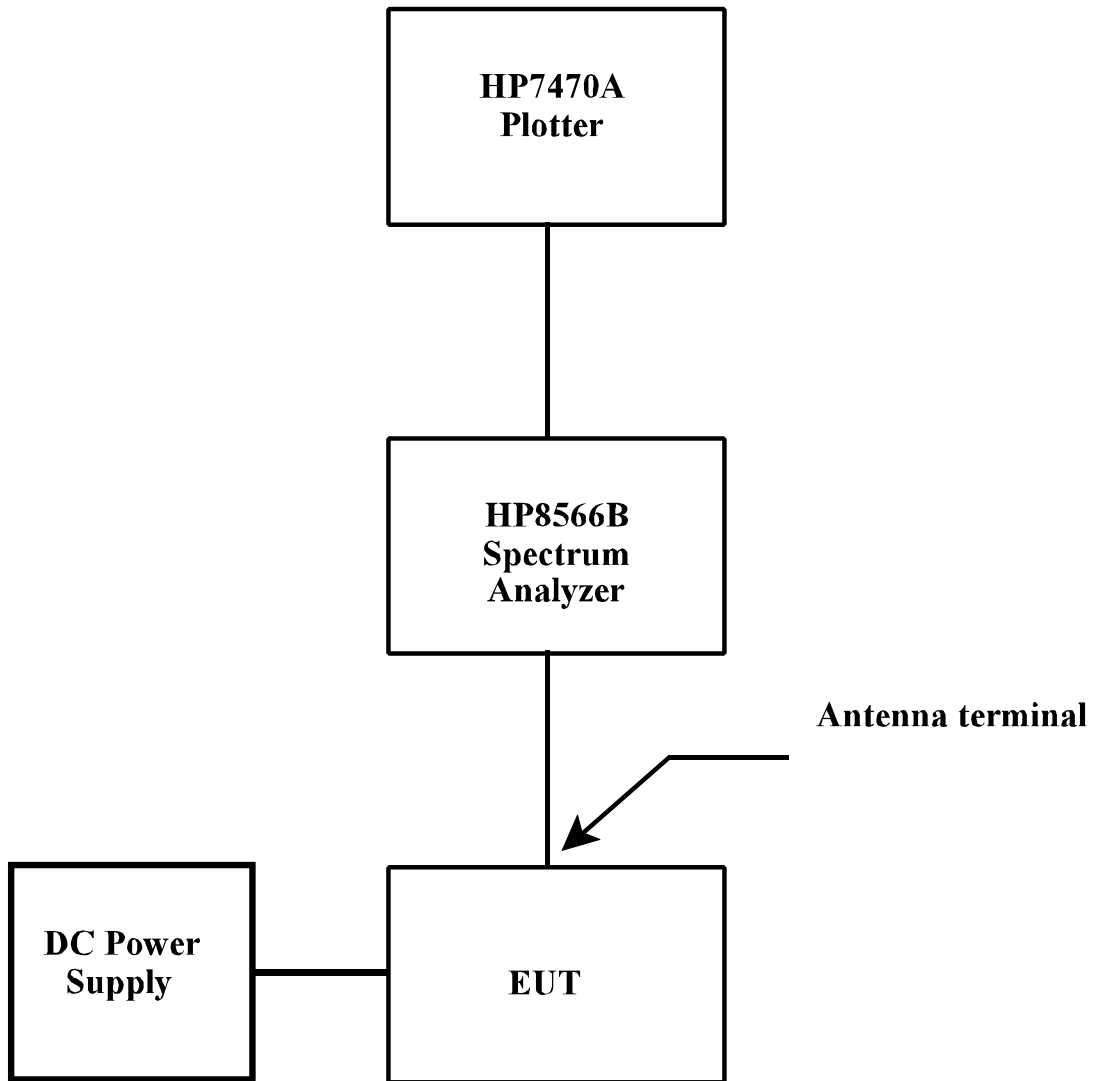 HP7470A
Plotter
HP8566B
Spectrum
Analyzer
Antenna terminal
DC Power
Supply
EUT